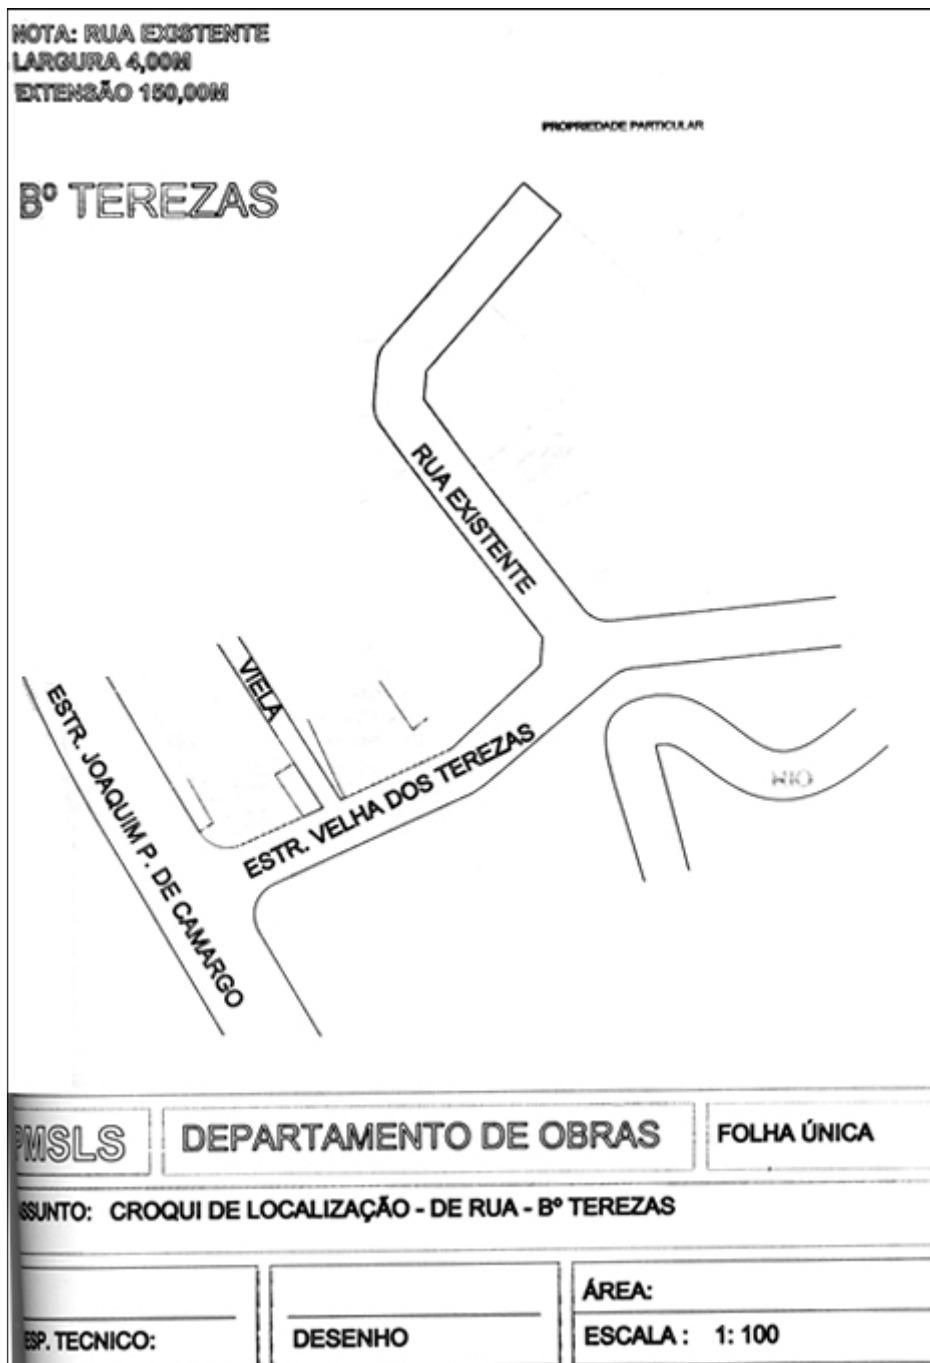 NOTA: RUA EXISTENTE
LARGURA 4,00M
EXTENSÃO 150,00M
PROPRIEDADE PARTICULAR
Bº TEREZAS
RUA EXISTENTE
VIELA
ESTR. JOAQUIM P. DE CAMARGO
ESTR. VELHA DOS TEREZAS
RIO
PMSLS
DEPARTAMENTO DE OBRAS
FOLHA ÚNICA
ASSUNTO: CROQUI DE LOCALIZAÇÃO - DE RUA - Bº TEREZAS
ÁREA:
ESP. TECNICO:
DESENHO
ESCALA : 1: 100